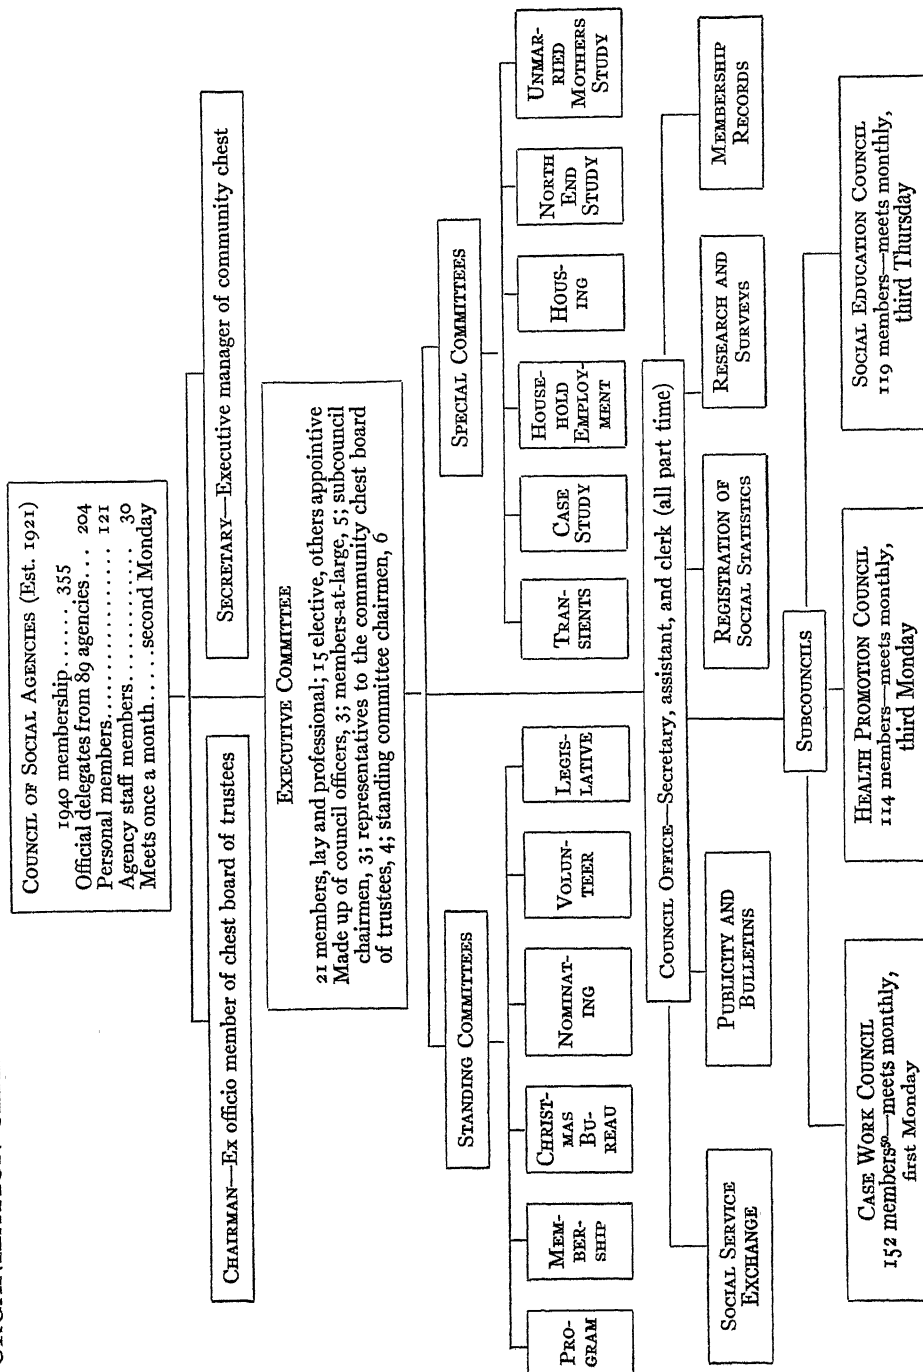 COUNCIL OF SOCIAL AGENCIES (Est. 1921)
1940 membership...... 355
Official delegates from 89 agencies... 204
Personal members................ 121
Agency staff members........... 30
Meets once a month.....second Monday
CHAIRMAN—Ex officio member of chest board of trustees
SECRETARY—Executive manager of community chest
EXECUTIVE COMMITTEE
21 members, lay and professional; 15 elective, others appointive
Made up of council officers, 3; members-at-large, 5; subcouncil
chairmen, 3; representatives to the community chest board
of trustees, 4; standing committee chairmen, 6
STANDING COMMITTEES
SPECIAL COMMITTEES
PRO-
GRAM
MEM-
BER-
SHIP
CHRIST-
MAS
BU-
REAU
NOMINAT-
ING
VOLUN-
TEER
LEGIS-
LATIVE
TRAN-
SIENTS
CASE
STUDY
HOUSE-
HOLD
EMPLOY-
MENT
HOUS-
ING
NORTH
END
STUDY
UNMAR-
RIED
MOTHERS
STUDY
COUNCIL OFFICE—Secretary, assistant, and clerk (all part time)
SOCIAL SERVICE
EXCHANGE
PUBLICITY AND
BULLETINS
REGISTRATION OF
SOCIAL STATISTICS
RESEARCH AND
SURVEYS
MEMBERSHIP
RECORDS
SUBCOUNCILS
CASE WORK COUNCIL
152 members⁵⁰—meets monthly,
first Monday
HEALTH PROMOTION COUNCIL
114 members—meets monthly,
third Monday
SOCIAL EDUCATION COUNCIL
119 members—meets monthly,
third Thursday